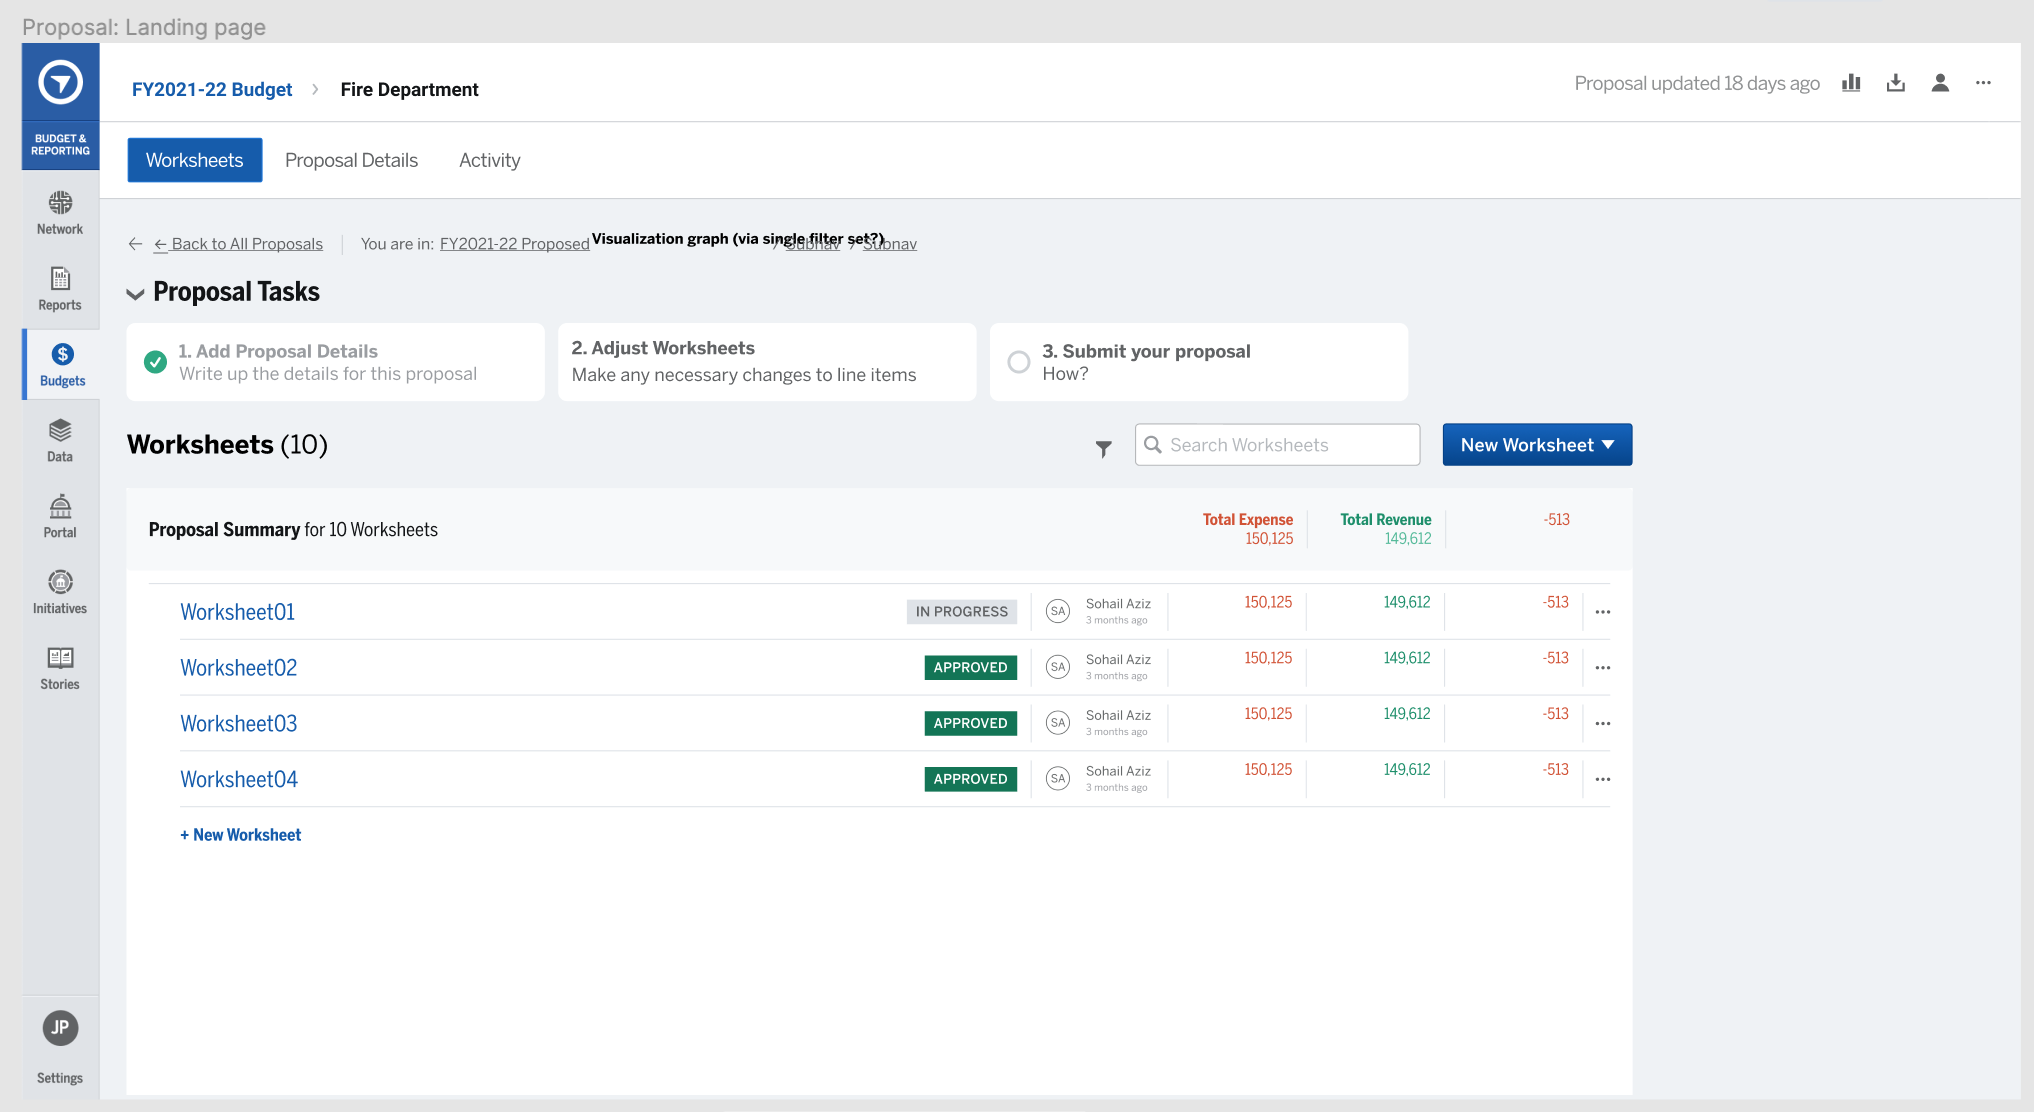 Proposal: Landing page
FY2021-22 Budget > Fire Department
Proposal updated 18 days ago
BUDGET &
REPORTING
Worksheets Proposal Details Activity
Network
Reports
Budgets
Data
Portal
Initiatives
Stories
JP
Settings
← ← Back to All Proposals | You are in: FY2021-22 Proposed / Subnav / Subnav
Visualization graph (via single filter set?)
Proposal Tasks
1. Add Proposal Details
Write up the details for this proposal
2. Adjust Worksheets
Make any necessary changes to line items
3. Submit your proposal
How?
Worksheets (10)
Search Worksheets
New Worksheet
Proposal Summary for 10 Worksheets
Total Expense
150,125
Total Revenue
149,612
-513
Worksheet01 IN PROGRESS SA Sohail Aziz 150,125 149,612 -513 ...
3 months ago
Worksheet02 APPROVED SA Sohail Aziz 150,125 149,612 -513 ...
3 months ago
Worksheet03 APPROVED SA Sohail Aziz 150,125 149,612 -513 ...
3 months ago
Worksheet04 APPROVED SA Sohail Aziz 150,125 149,612 -513 ...
3 months ago
+ New Worksheet